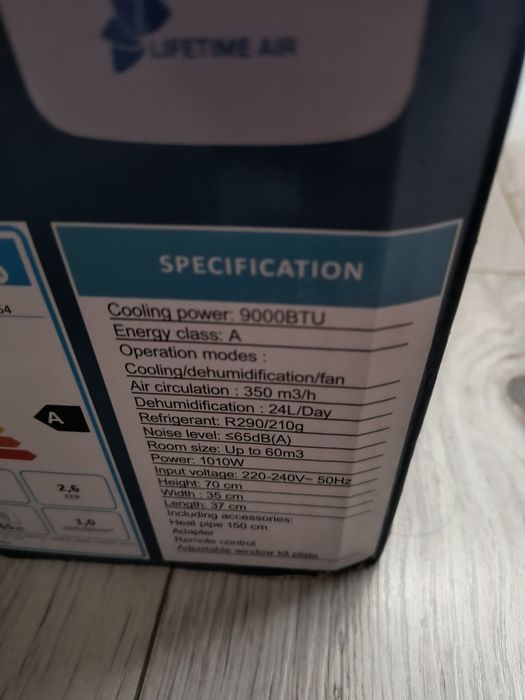 LIFETIME AIR
SPECIFICATION
Cooling power: 9000BTU
Energy class: A
Operation modes :
Cooling/dehumidification/fan
Air circulation : 350 m3/h
Dehumidification : 24L/Day
Refrigerant: R290/210g
Noise level: ≤65dB(A)
Room size: Up to 60m3
Power: 1010W
Input voltage: 220-240V~ 50Hz
Height: 70 cm
Width : 35 cm
Length: 37 cm
Including accessories:
Heat pipe 150 cm
Adapter
Remote control
Adjustable window kit plate
64
A
2,6
EER
1,0